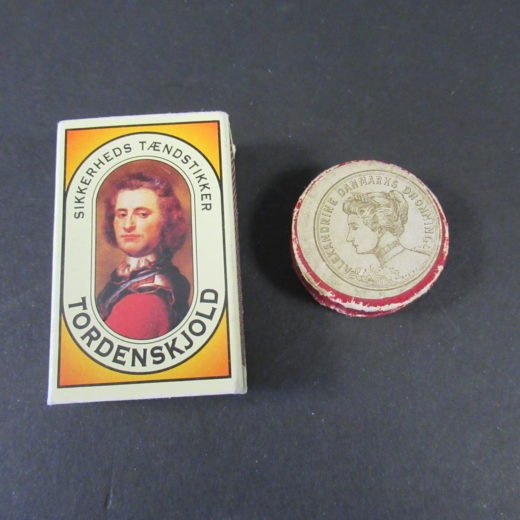 SIKKERHEDS TÆNDSTIKKER
TORDENSKJOLD
ALEXANDRINE DANMARKS DRONNING